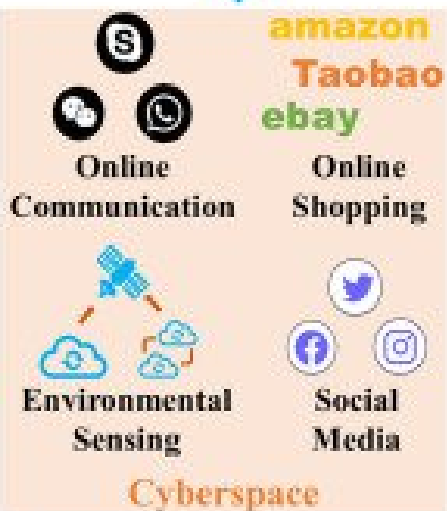 amazon
Taobao
ebay
Online
Communication
Online
Shopping
Environmental
Sensing
Social
Media
Cyberspace